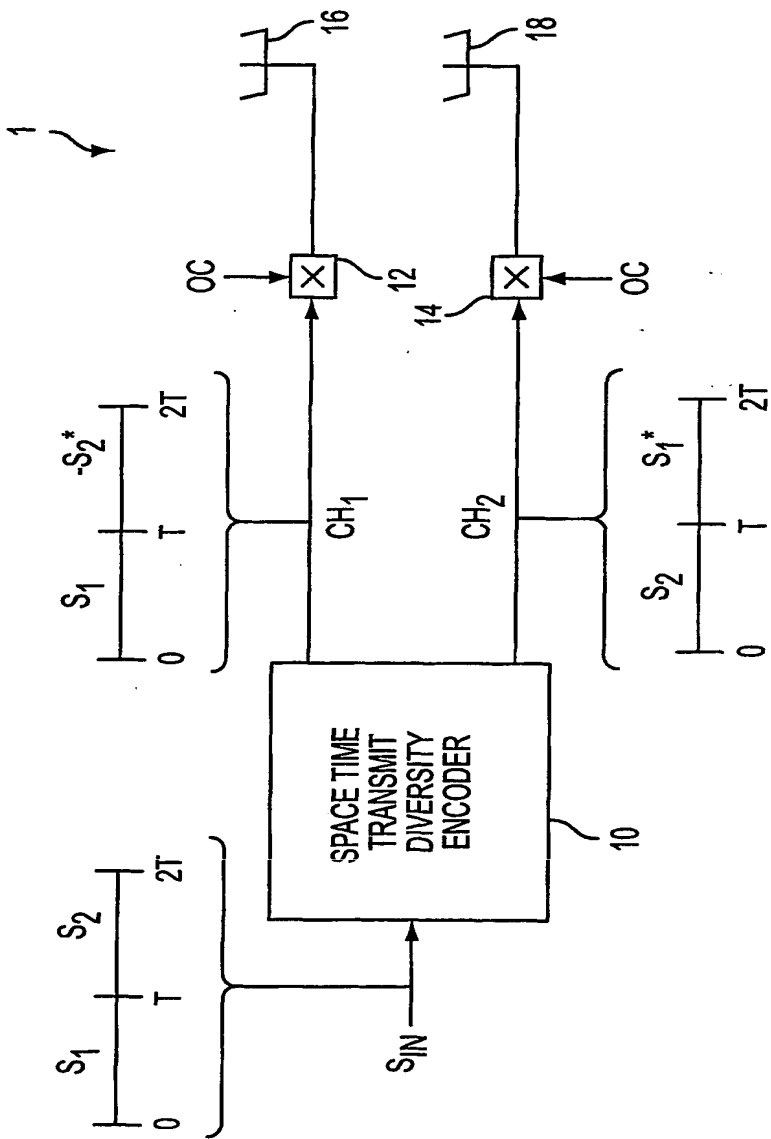 1
S₁ S₂
0 T 2T
S_IN
SPACE TIME
TRANSMIT
DIVERSITY
ENCODER
10
S₁ -S₂*
0 T 2T
CH₁
OC
12
16
CH₂
14
OC
18
S₂ S₁*
0 T 2T